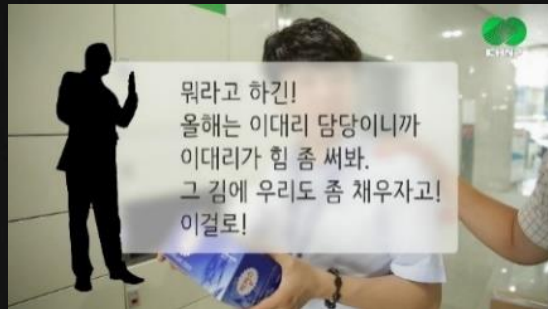 뭐라고 하긴!
올해는 이대리 담당이니까
이대리가 힘 좀 써봐.
그 김에 우리도 좀 채우자고!
이걸로!
KHNP